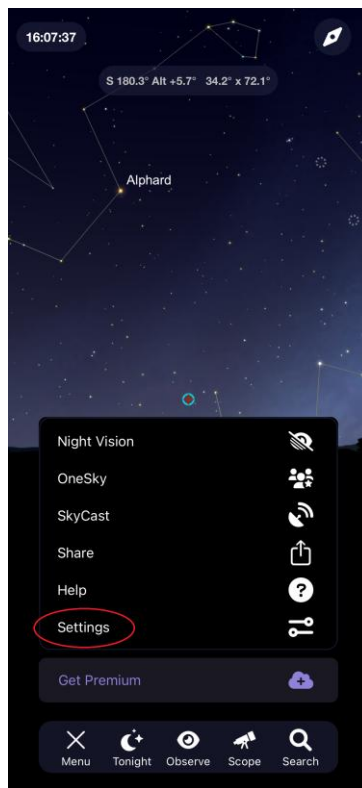 16:07:37
S 180.3° Alt +5.7° 34.2° x 72.1°
Alphard
Night Vision
OneSky
SkyCast
Share
Help
Settings
Get Premium
Menu Tonight Observe Scope Search